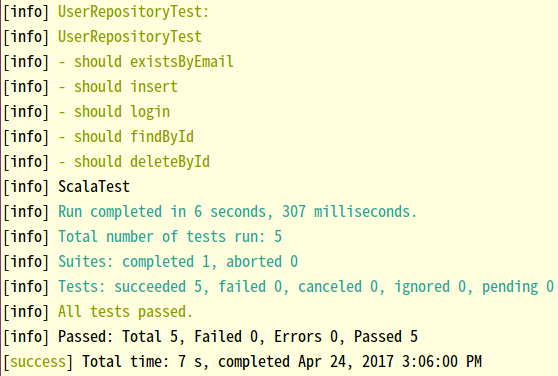 [info] UserRepositoryTest:
[info] UserRepositoryTest
[info] - should existsByEmail
[info] - should insert
[info] - should login
[info] - should findById
[info] - should deleteById
[info] ScalaTest
[info] Run completed in 6 seconds, 307 milliseconds.
[info] Total number of tests run: 5
[info] Suites: completed 1, aborted 0
[info] Tests: succeeded 5, failed 0, canceled 0, ignored 0, pending 0
[info] All tests passed.
[info] Passed: Total 5, Failed 0, Errors 0, Passed 5
[success] Total time: 7 s, completed Apr 24, 2017 3:06:00 PM